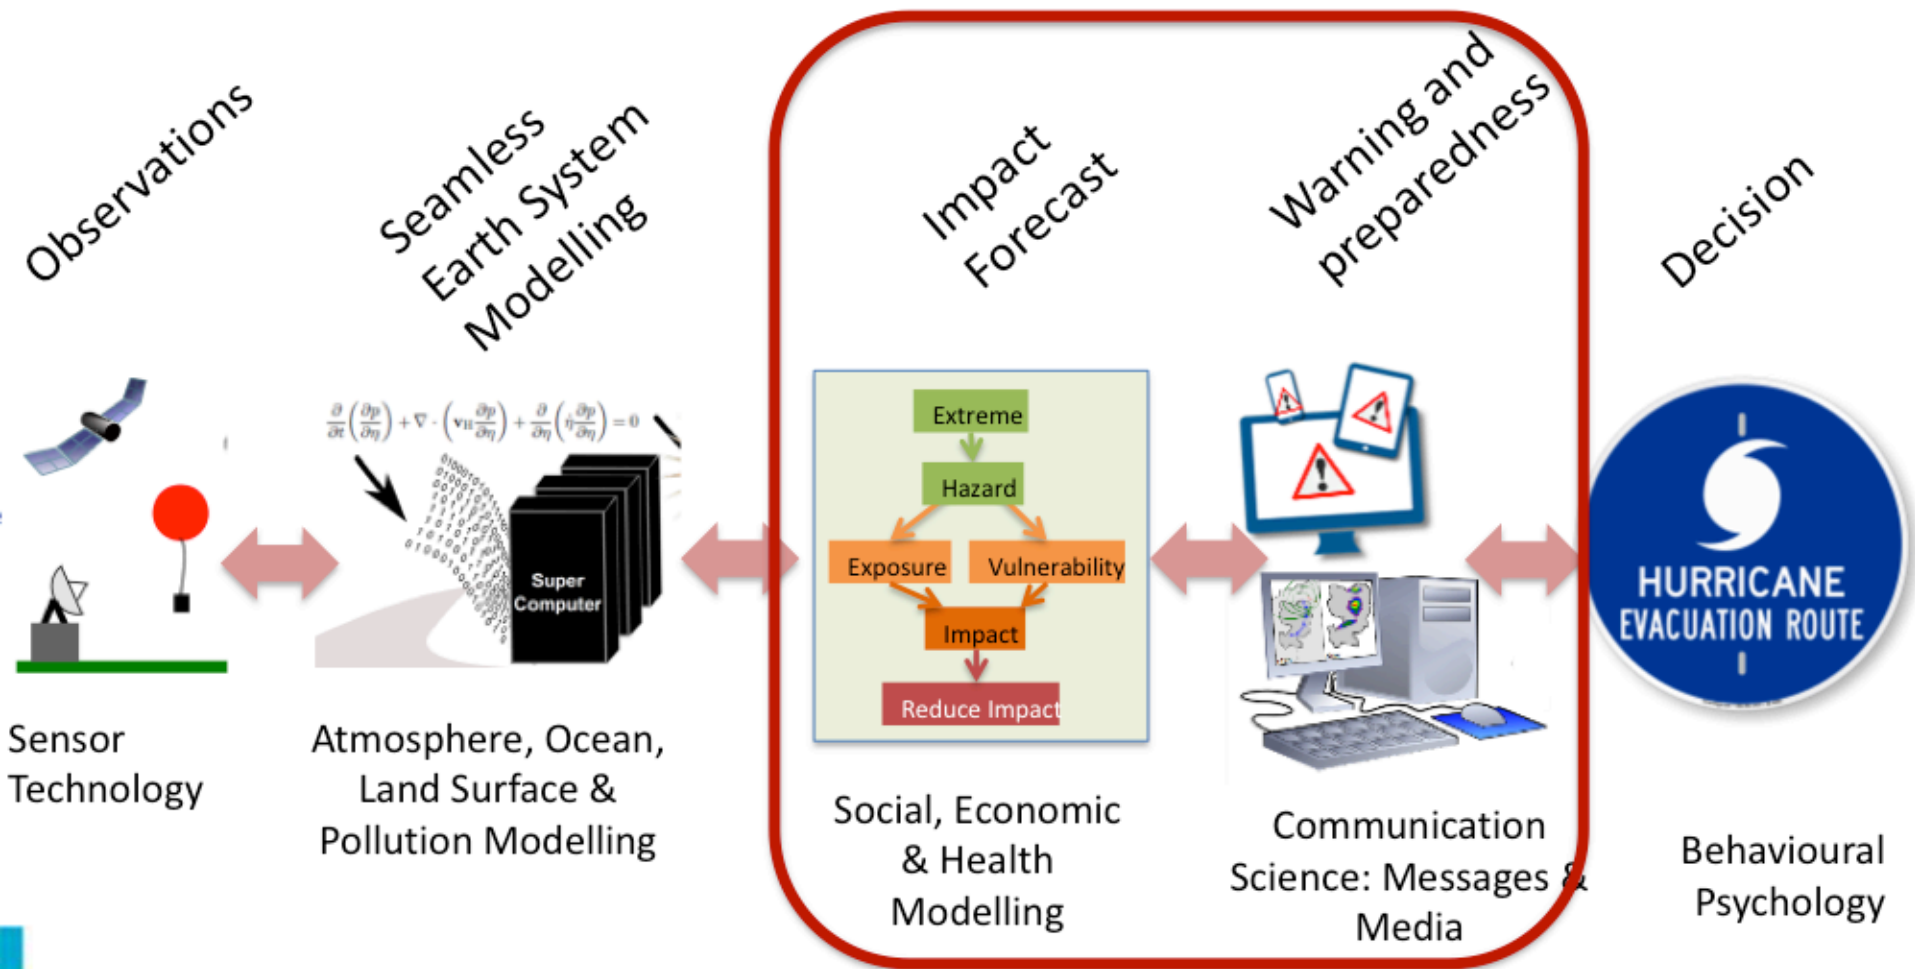 Observations
Seamless
Earth System
Modelling
Impact
Forecast
Warning and
preparedness
Decision
∂/∂t(∂p/∂η) + ∇ · (v_H ∂p/∂η) + ∂/∂η(η̇ ∂p/∂η) = 0
Super
Computer
Extreme
Hazard
Exposure
Vulnerability
Impact
Reduce Impact
HURRICANE
EVACUATION ROUTE
Sensor
Technology
Atmosphere, Ocean,
Land Surface &
Pollution Modelling
Social, Economic
& Health
Modelling
Communication
Science: Messages &
Media
Behavioural
Psychology